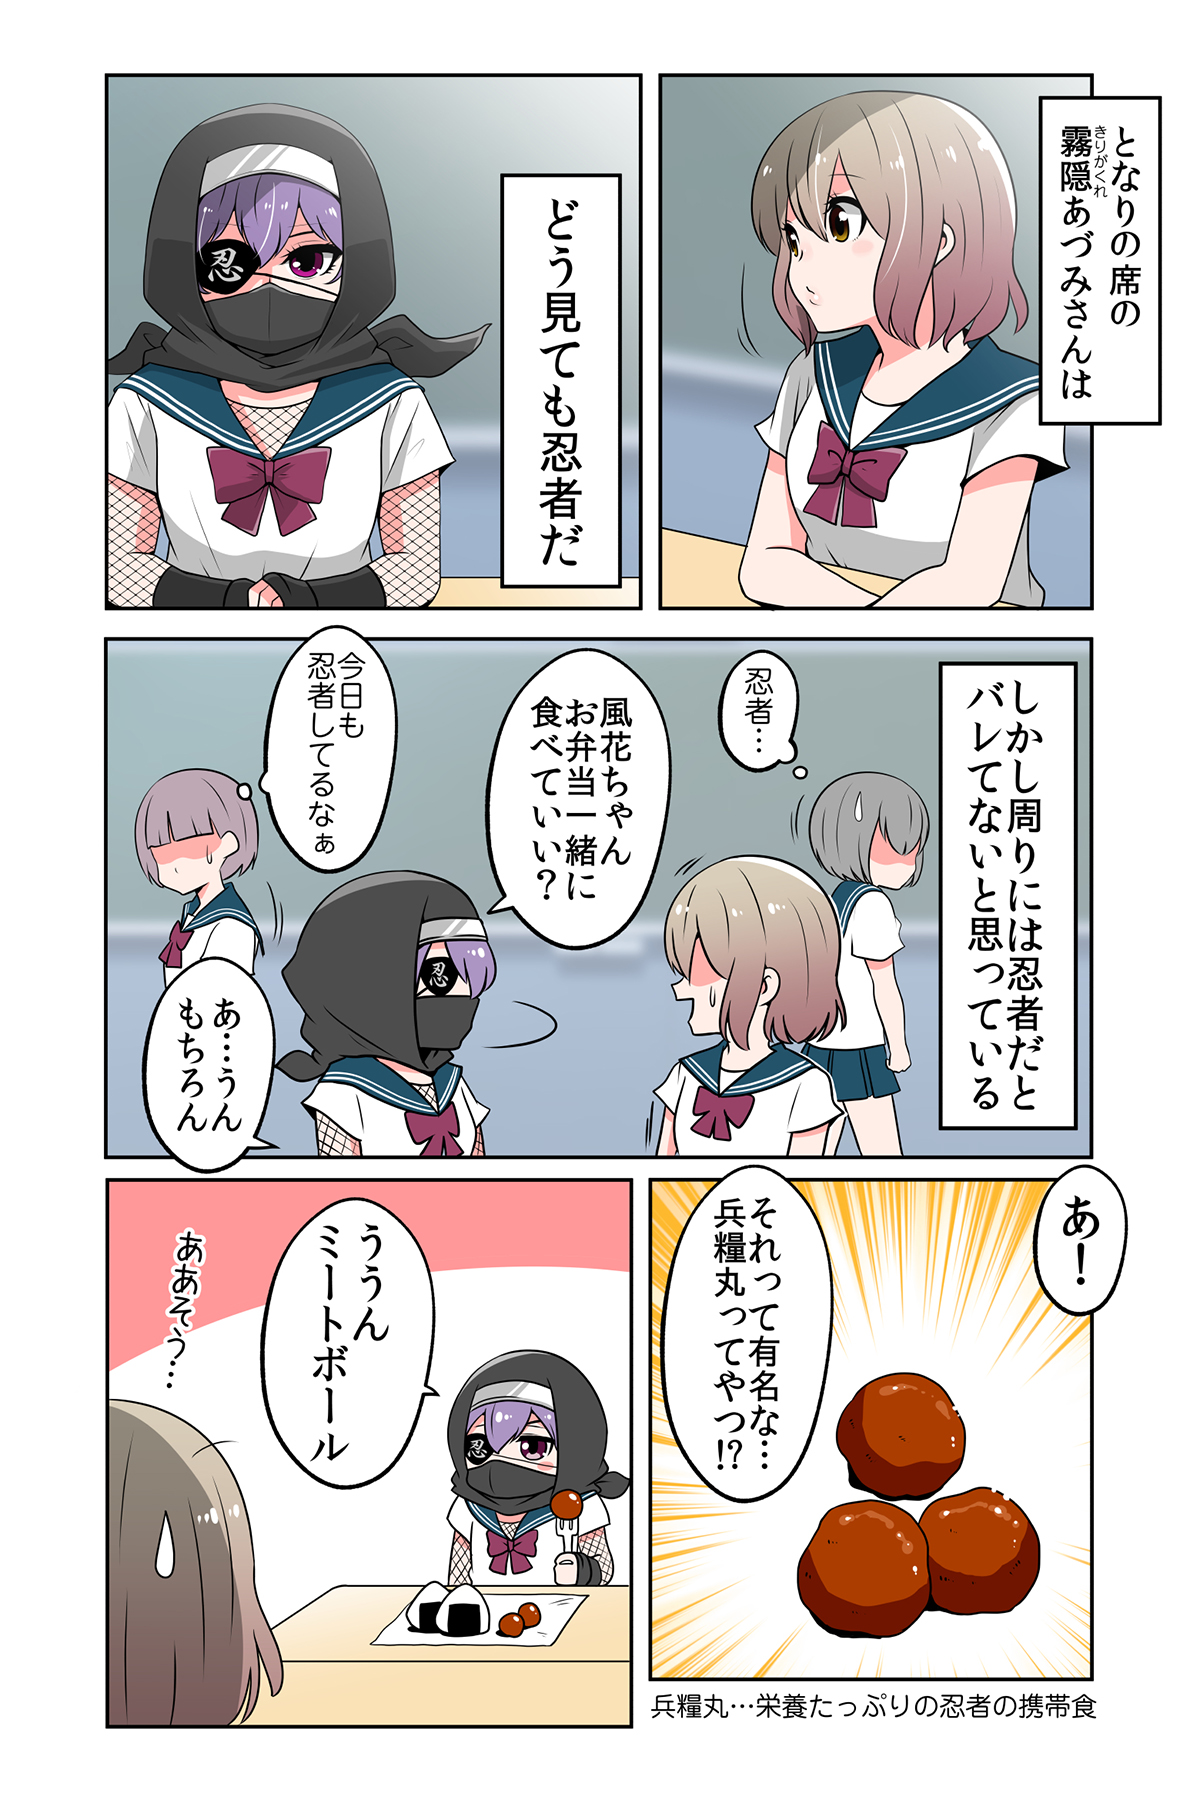 となりの席の
霧隠あづみさんは
きりがくれ
どう見ても忍者だ
忍
しかし周りには忍者だと
バレてないと思っている
忍者…
風花ちゃん
お弁当一緒に
食べていい？
今日も
忍者してるなぁ
忍
あ…うん
もちろん
あ！
それって有名な…
兵糧丸ってやつ!?
兵糧丸…栄養たっぷりの忍者の携帯食
ううん
ミートボール
忍
ああそう…